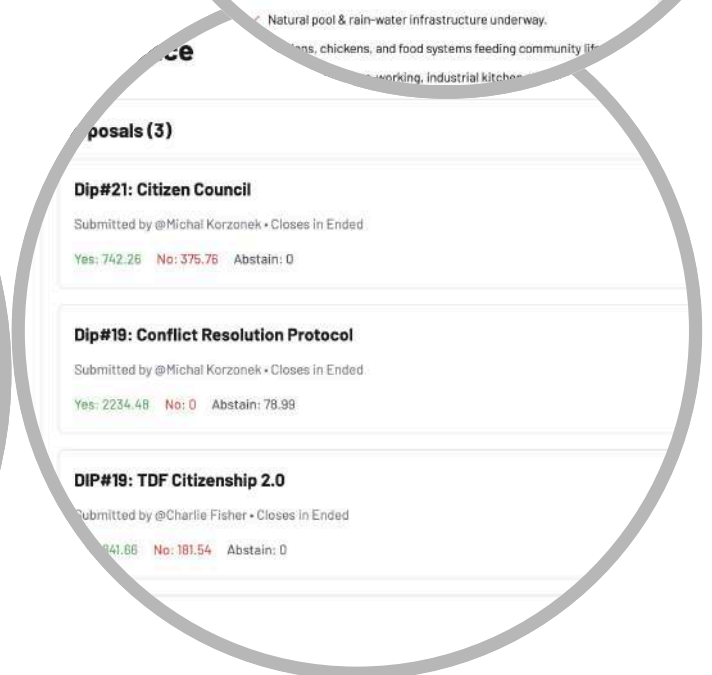 Natural pool & rain-water infrastructure underway.
chickens, and food systems feeding community
working, industrial
Proposals (3)
Dip#21: Citizen Council
Submitted by @Michal Korzonek • Closes in Ended
Yes: 742.26 No: 375.76 Abstain: 0
Dip#19: Conflict Resolution Protocol
Submitted by @Michal Korzonek • Closes in Ended
Yes: 2234.48 No: 0 Abstain: 78.99
DIP#19: TDF Citizenship 2.0
Submitted by @Charlie Fisher • Closes in Ended
No: 181.54 Abstain: 0